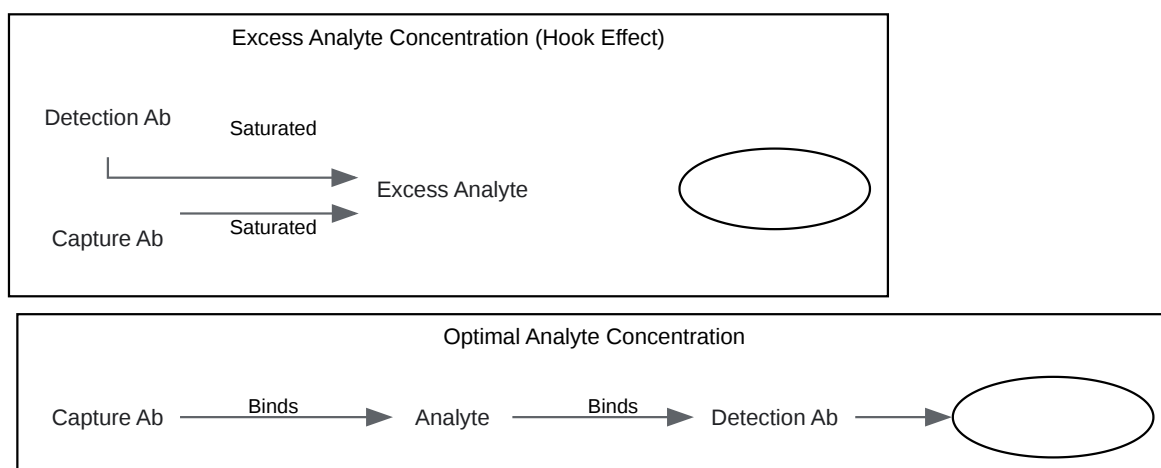 Excess Analyte Concentration (Hook Effect)
Detection Ab
Saturated
Excess Analyte
Saturated
Capture Ab
Optimal Analyte Concentration
Capture Ab
Binds
Analyte
Binds
Detection Ab